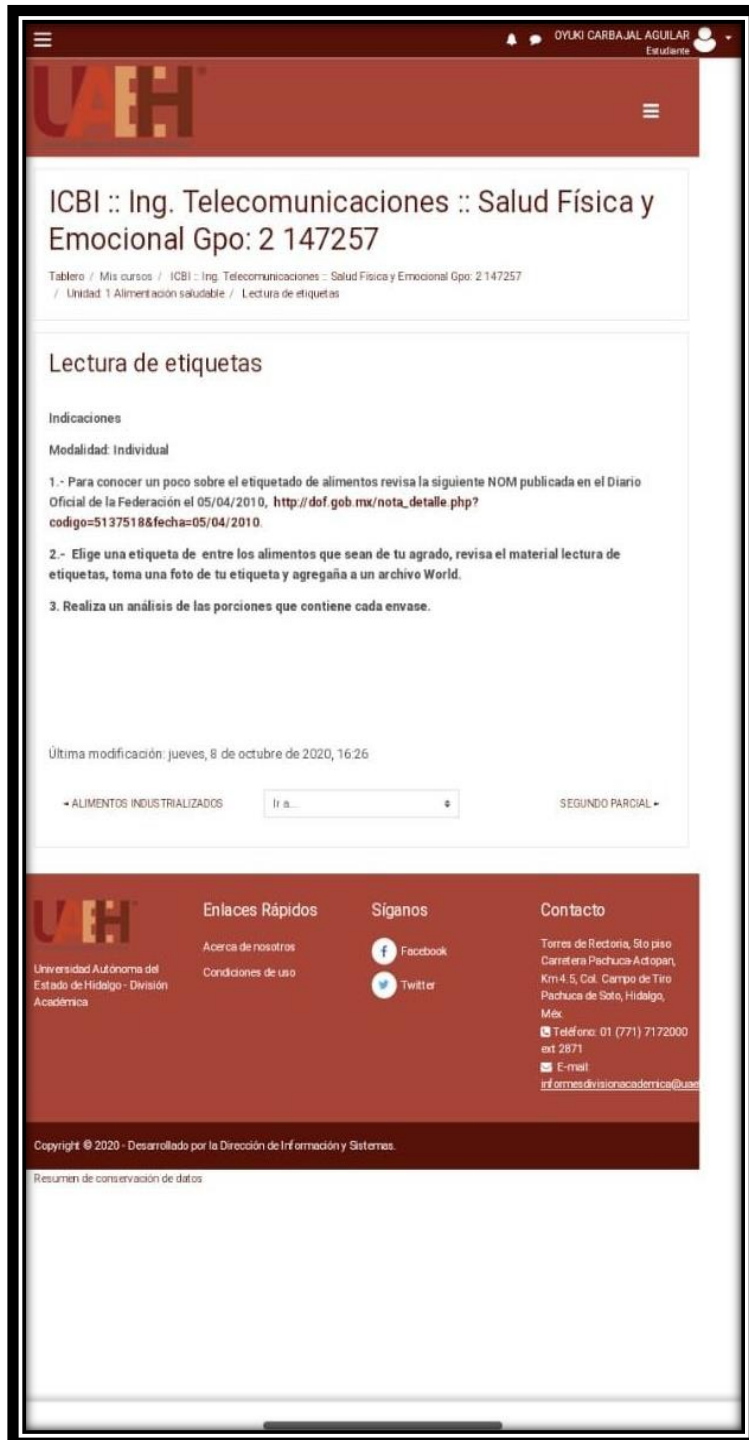 OYUKI CARBAJAL AGUILAR
Estudiante
UAEH
ICBI :: Ing. Telecomunicaciones :: Salud Física y
Emocional Gpo: 2 147257
Tablero / Mis cursos / ICBI :: Ing. Telecomunicaciones :: Salud Física y Emocional Gpo: 2 147257
/ Unidad: 1 Alimentación saludable / Lectura de etiquetas
Lectura de etiquetas
Indicaciones
Modalidad: Individual
1.- Para conocer un poco sobre el etiquetado de alimentos revisa la siguiente NOM publicada en el Diario
Oficial de la Federación el 05/04/2010, http://dof.gob.mx/nota_detalle.php?
codigo=5137518&fecha=05/04/2010.
2.- Elige una etiqueta de entre los alimentos que sean de tu agrado, revisa el material lectura de
etiquetas, toma una foto de tu etiqueta y agregaña a un archivo World.
3. Realiza un análisis de las porciones que contiene cada envase.
Última modificación: jueves, 8 de octubre de 2020, 16:26
ALIMENTOS INDUSTRIALIZADOS
Ir a...
SEGUNDO PARCIAL
UAEH
Universidad Autónoma del
Estado de Hidalgo - División
Académica
Enlaces Rápidos
Acerca de nosotros
Condiciones de uso
Síganos
Facebook
Twitter
Contacto
Torres de Rectoria, 5to piso
Carretera Pachuca-Actopan,
Km 4.5, Col. Campo de Tiro
Pachuca de Soto, Hidalgo,
Méx.
Teléfono: 01 (771) 7172000
ext 2871
E-mail:
informesdivisionacademica@uae
Copyright © 2020 - Desarrollado por la Dirección de Información y Sistemas.
Resumen de conservación de datos